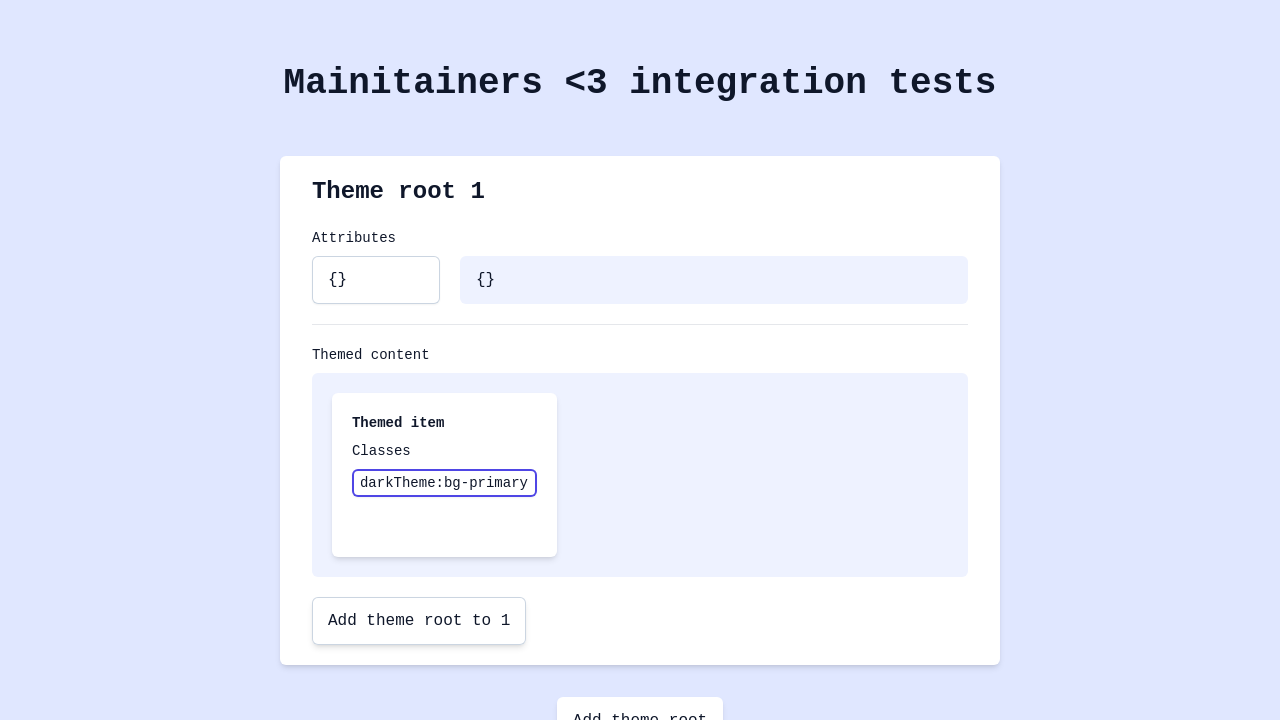 Mainitainers <3 integration tests
Theme root 1
Attributes
{} {}
Themed content
Themed item
Classes
darkTheme:bg-primary
Add theme root to 1
Add theme root